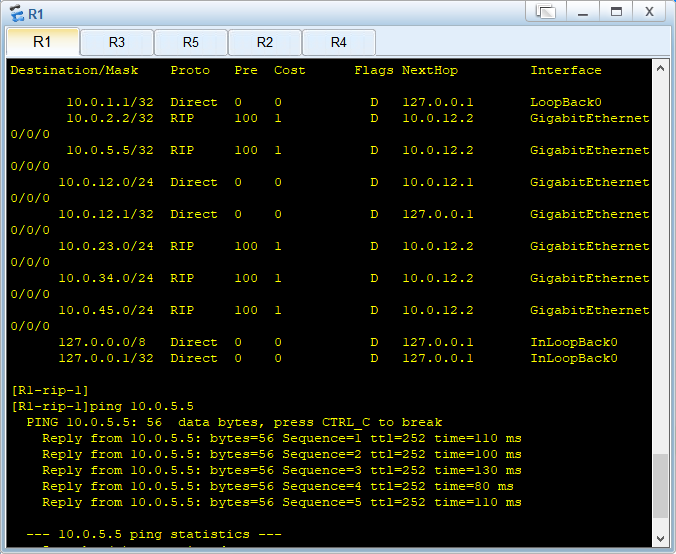 R1
X
R1 R3 R5 R2 R4
Destination/Mask Proto Pre Cost Flags NextHop Interface
10.0.1.1/32 Direct 0 0 D 127.0.0.1 LoopBack0
10.0.2.2/32 RIP 100 1 D 10.0.12.2 GigabitEthernet
0/0/0
10.0.5.5/32 RIP 100 1 D 10.0.12.2 GigabitEthernet
0/0/0
10.0.12.0/24 Direct 0 0 D 10.0.12.1 GigabitEthernet
0/0/0
10.0.12.1/32 Direct 0 0 D 127.0.0.1 GigabitEthernet
0/0/0
10.0.23.0/24 RIP 100 1 D 10.0.12.2 GigabitEthernet
0/0/0
10.0.34.0/24 RIP 100 1 D 10.0.12.2 GigabitEthernet
0/0/0
10.0.45.0/24 RIP 100 1 D 10.0.12.2 GigabitEthernet
0/0/0
127.0.0.0/8 Direct 0 0 D 127.0.0.1 InLoopBack0
127.0.0.1/32 Direct 0 0 D 127.0.0.1 InLoopBack0
[R1-rip-1]
[R1-rip-1]ping 10.0.5.5
PING 10.0.5.5: 56 data bytes, press CTRL_C to break
Reply from 10.0.5.5: bytes=56 Sequence=1 ttl=252 time=110 ms
Reply from 10.0.5.5: bytes=56 Sequence=2 ttl=252 time=100 ms
Reply from 10.0.5.5: bytes=56 Sequence=3 ttl=252 time=130 ms
Reply from 10.0.5.5: bytes=56 Sequence=4 ttl=252 time=80 ms
Reply from 10.0.5.5: bytes=56 Sequence=5 ttl=252 time=110 ms
--- 10.0.5.5 ping statistics ---